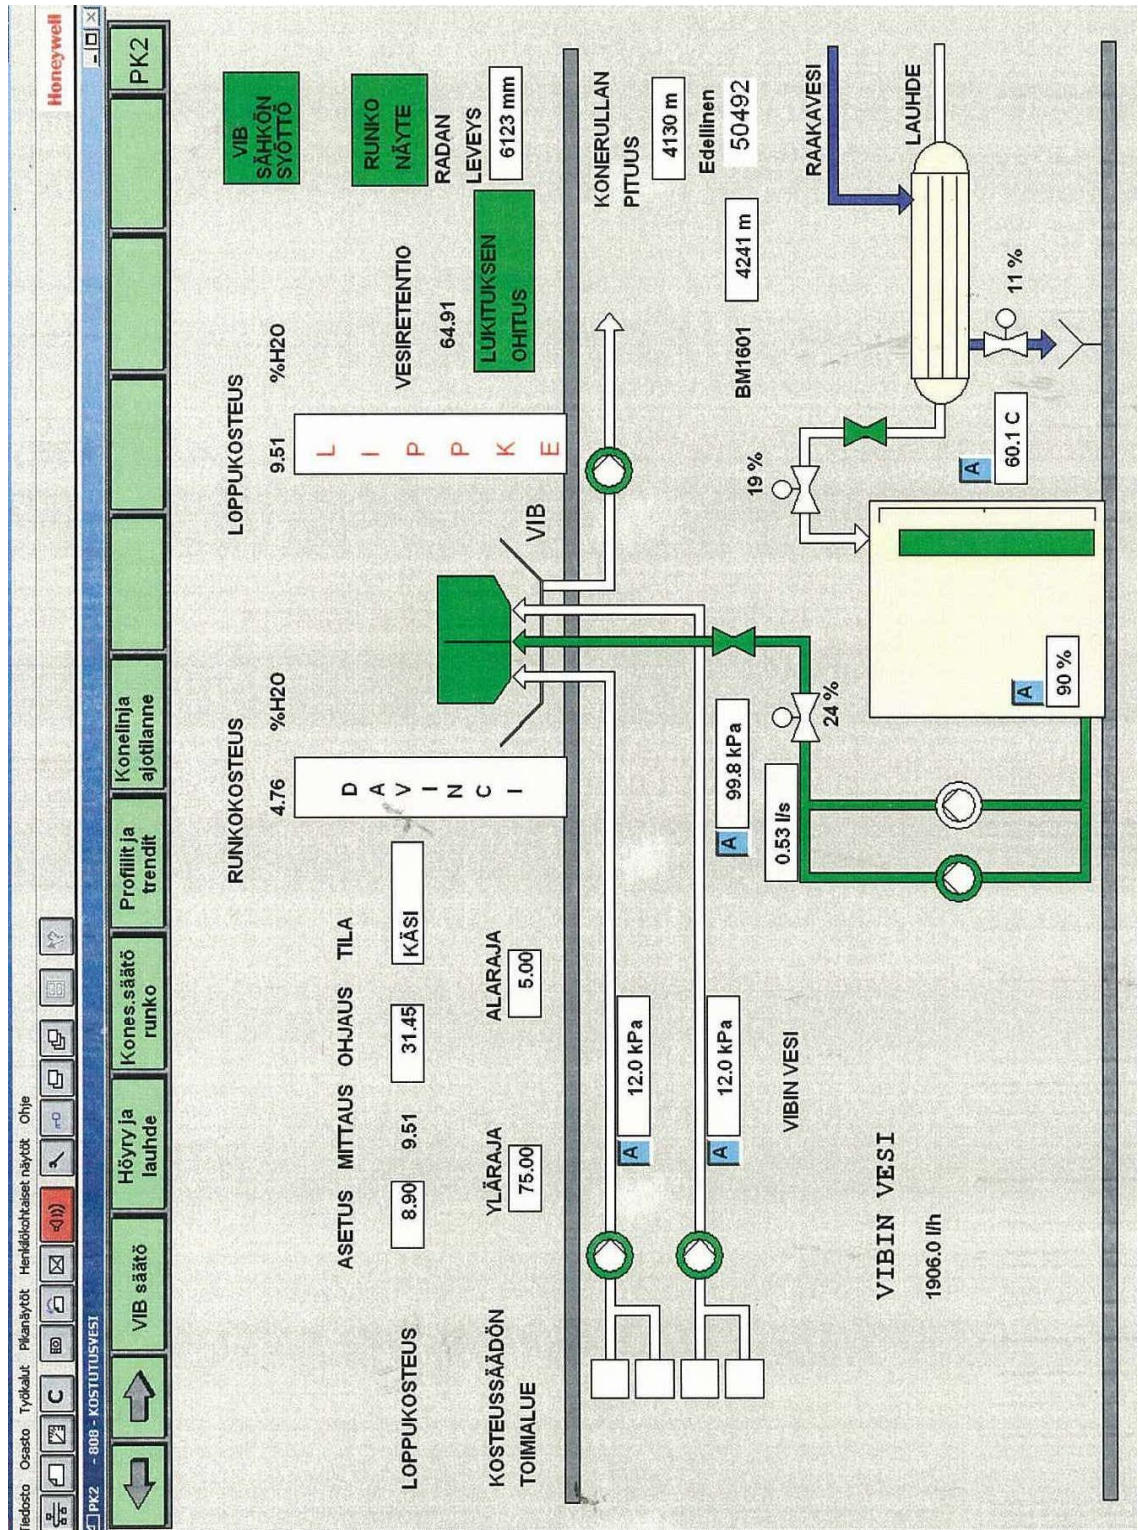 Tiedosto Osasto Työkalut Pikanäytöt Henkilökohtaiset näytöt Ohje
Honeywell
C
PK2 - 808 - KOSTUTUSVESI
VIB säätö
Höyry ja
lauhde
Kones.säätö
runko
Profiilit ja
trendit
Konelinja
ajotilanne
PK2
RUNKOKOSTEUS
4.76 %H2O
LOPPUKOSTEUS
9.51 %H2O
VIB
SÄHKÖN
SYÖTTÖ
ASETUS MITTAUS OHJAUS TILA
LOPPUKOSTEUS 8.90 9.51 31.45 KÄSI
DAVINCI
LIPPKE
VESIRETENTIO
64.91
RUNKO
NÄYTE
RADAN
LEVEYS
6123 mm
KOSTEUSSÄÄDÖN
TOIMIALUE
YLÄRAJA
75.00
ALARAJA
5.00
VIB
LUKITUKSEN
OHITUS
A
12.0 kPa
A
12.0 kPa
KONERULLAN
PITUUS
4130 m
Edellinen
50492
BM1601
4241 m
VIBIN VESI
A
99.8 kPa
0.53 l/s
24 %
19 %
RAAKAVESI
LAUHDE
11 %
A
60.1 C
A
90 %
VIBIN VESI
1906.0 l/h